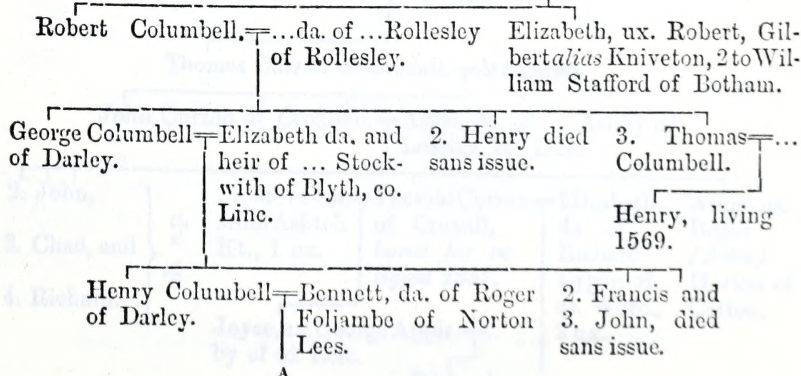 Robert Columbell,=...da. of ...Rollesley
of Rollesley.
Elizabeth, ux. Robert, Gil-
bert alias Kniveton, 2 to Wil-
liam Stafford of Botham.
George Columbell=
of Darley.
Elizabeth da. and
heir of ... Stock-
with of Blyth, co.
Linc.
2. Henry died
sans issue.
3. Thomas=...
Columbell.
Henry, living
1569.
Henry Columbell=
of Darley.
Bonnett, da. of Roger
Foljambe of Norton
Lees.
2. Francis and
3. John, died
sans issue.
A